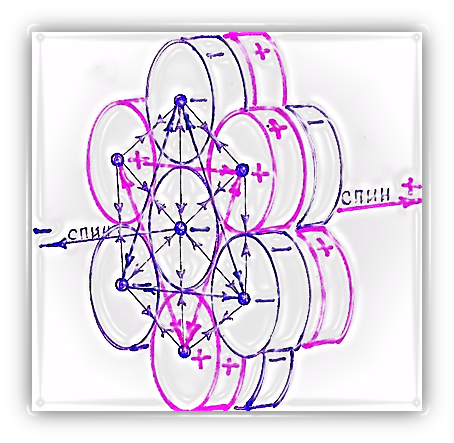 − +
−
+ −
+ +
спин +
− спин −
− +
− −
+ + −